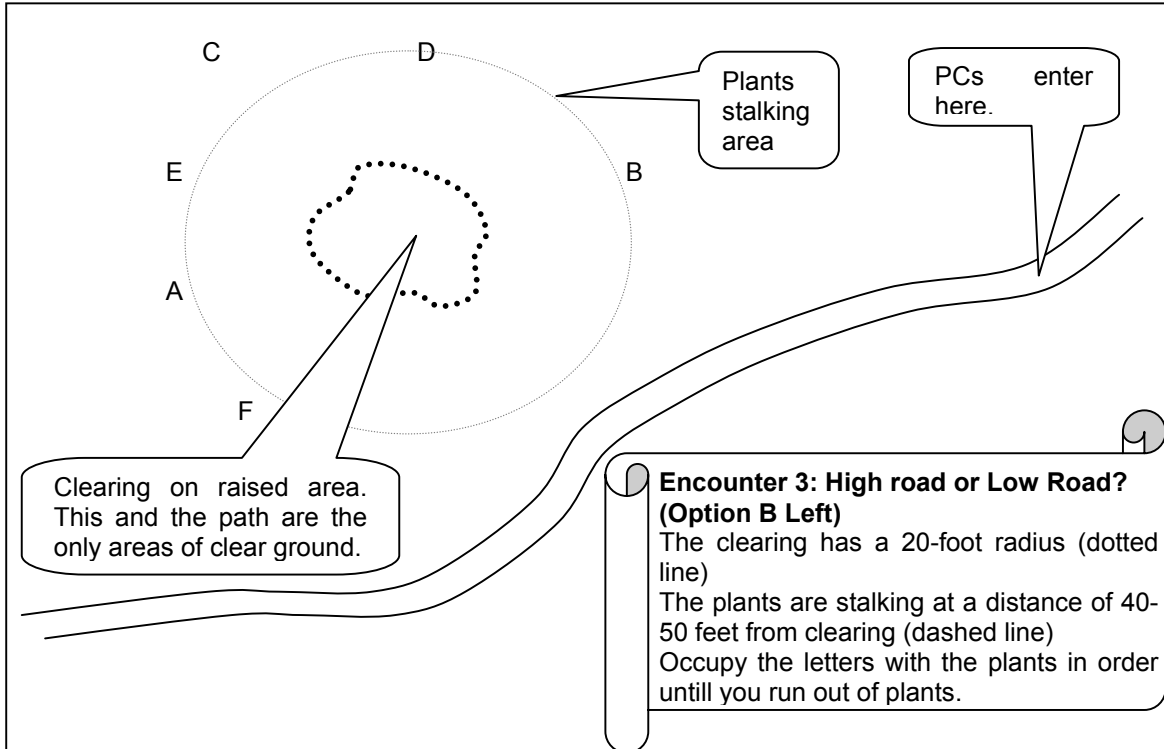 C
D
Plants
stalking
area
PCs enter
here.
E
B
A
F
Clearing on raised area.
This and the path are the
only areas of clear ground.
Encounter 3: High road or Low Road?
(Option B Left)
The clearing has a 20-foot radius (dotted
line)
The plants are stalking at a distance of 40-
50 feet from clearing (dashed line)
Occupy the letters with the plants in order
untill you run out of plants.